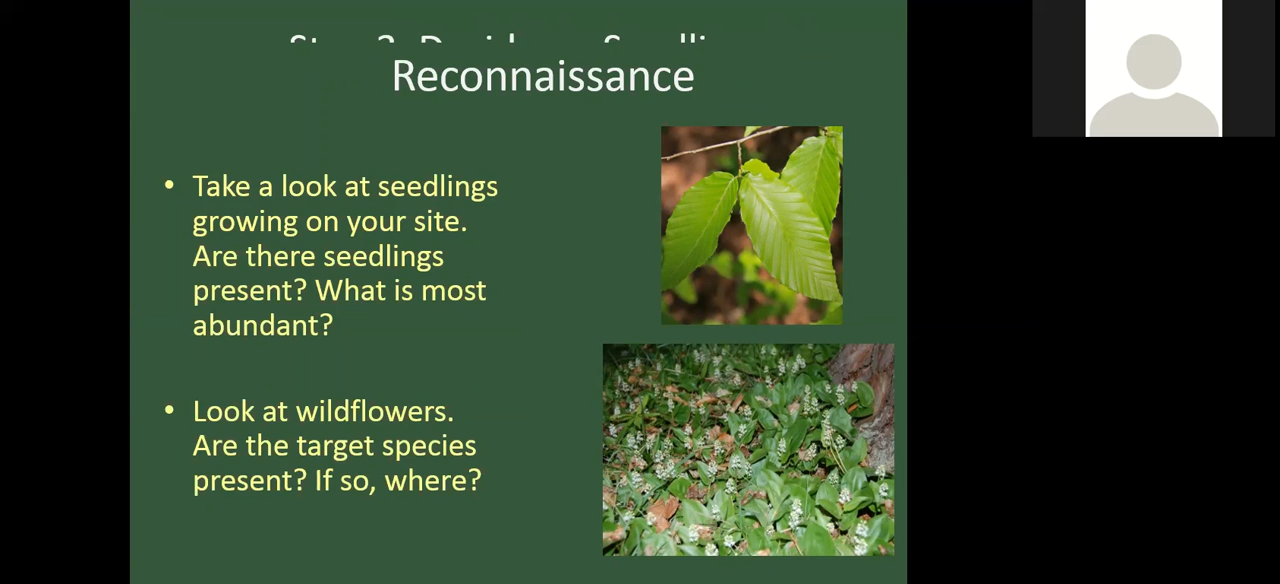 Reconnaissance
• Take a look at seedlings
growing on your site.
Are there seedlings
present? What is most
abundant?
• Look at wildflowers.
Are the target species
present? If so, where?